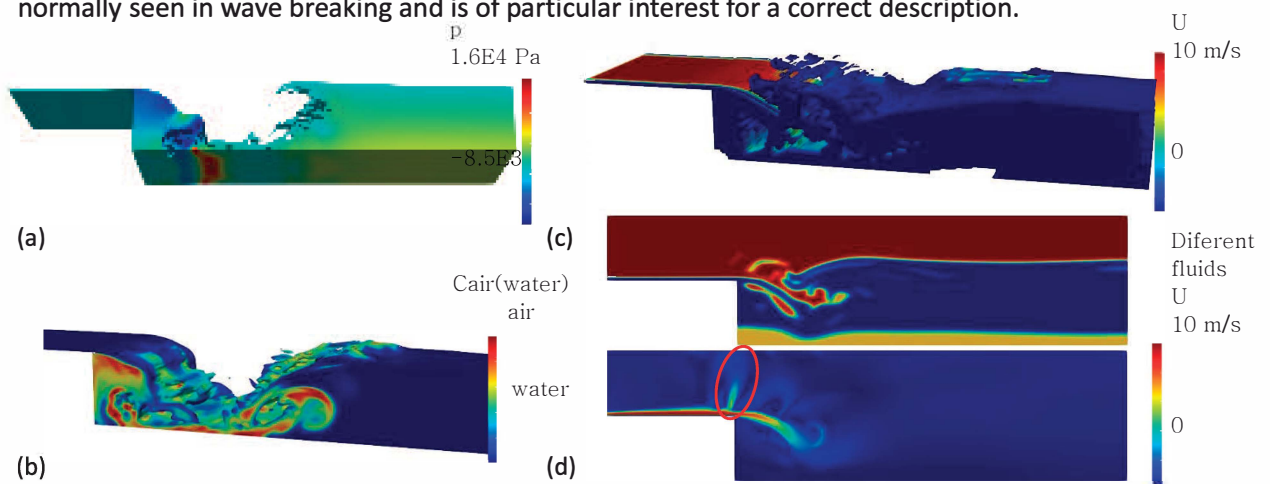 normally seen in wave breaking and is of particular interest for a correct description.
p
1.6E4 Pa
-8.5E3
(a)
Cair(water)
air
water
(b)
U
10 m/s
0
(c)
Diferent
fluids
U
10 m/s
0
(d)